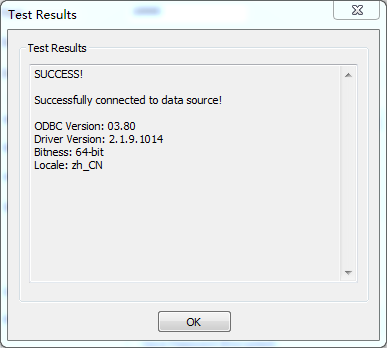 Test Results
Test Results
SUCCESS!
Successfully connected to data source!
ODBC Version: 03.80
Driver Version: 2.1.9.1014
Bitness: 64-bit
Locale: zh_CN
OK